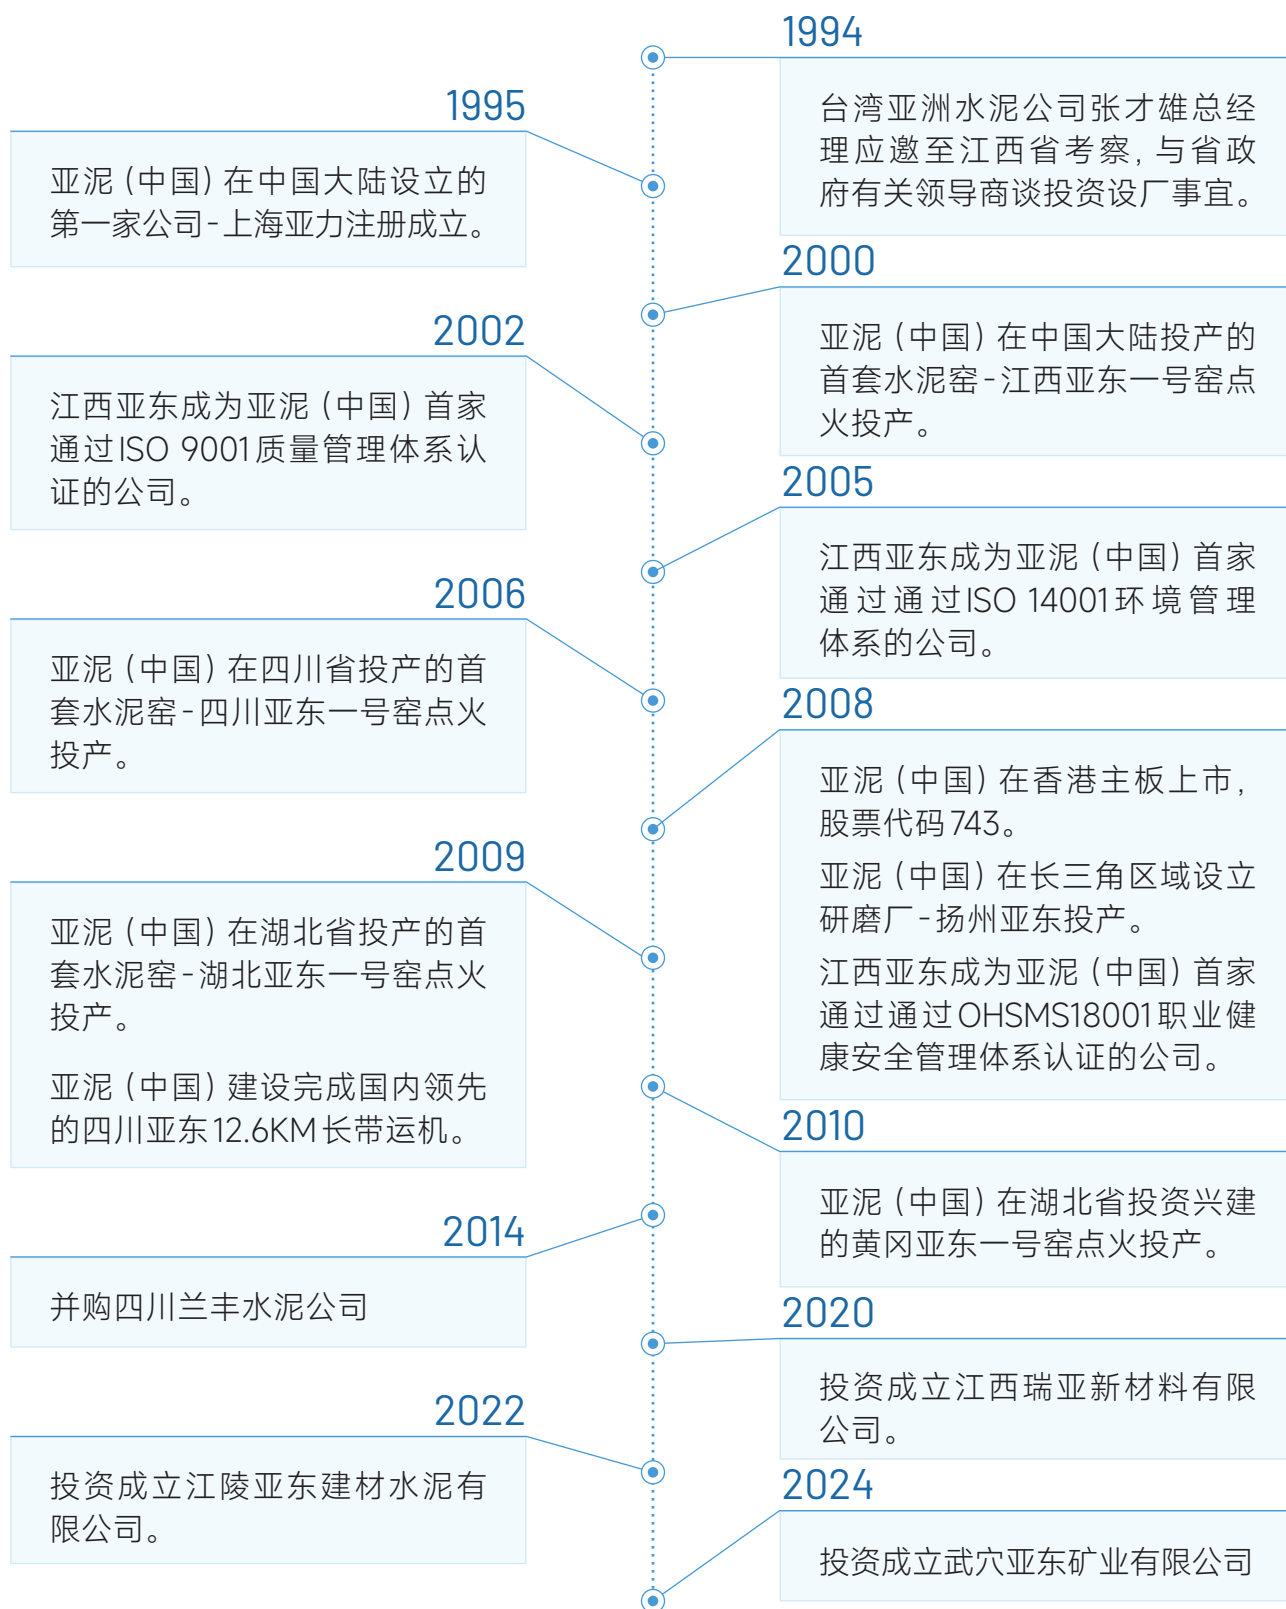 1994
台湾亚洲水泥公司张才雄总经
理应邀至江西省考察, 与省政
府有关领导商谈投资设厂事宜。
1995
亚泥 (中国) 在中国大陆设立的
第一家公司-上海亚力注册成立。
2000
亚泥 (中国) 在中国大陆投产的
首套水泥窑-江西亚东一号窑点
火投产。
2002
江西亚东成为亚泥 (中国) 首家
通过ISO 9001质量管理体系认
证的公司。
2005
江西亚东成为亚泥 (中国) 首家
通过通过ISO 14001环境管理
体系的公司。
2006
亚泥 (中国) 在四川省投产的首
套水泥窑-四川亚东一号窑点火
投产。
2008
亚泥 (中国) 在香港主板上市,
股票代码743。
亚泥 (中国) 在长三角区域设立
研磨厂-扬州亚东投产。
江西亚东成为亚泥 (中国) 首家
通过通过OHSMS18001职业健
康安全管理体系认证的公司。
2009
亚泥 (中国) 在湖北省投产的首
套水泥窑-湖北亚东一号窑点火
投产。
亚泥 (中国) 建设完成国内领先
的四川亚东12.6KM长带运机。
2010
亚泥 (中国) 在湖北省投资兴建
的黄冈亚东一号窑点火投产。
2014
并购四川兰丰水泥公司
2020
投资成立江西瑞亚新材料有限
公司。
2022
投资成立江陵亚东建材水泥有
限公司。
2024
投资成立武穴亚东矿业有限公司